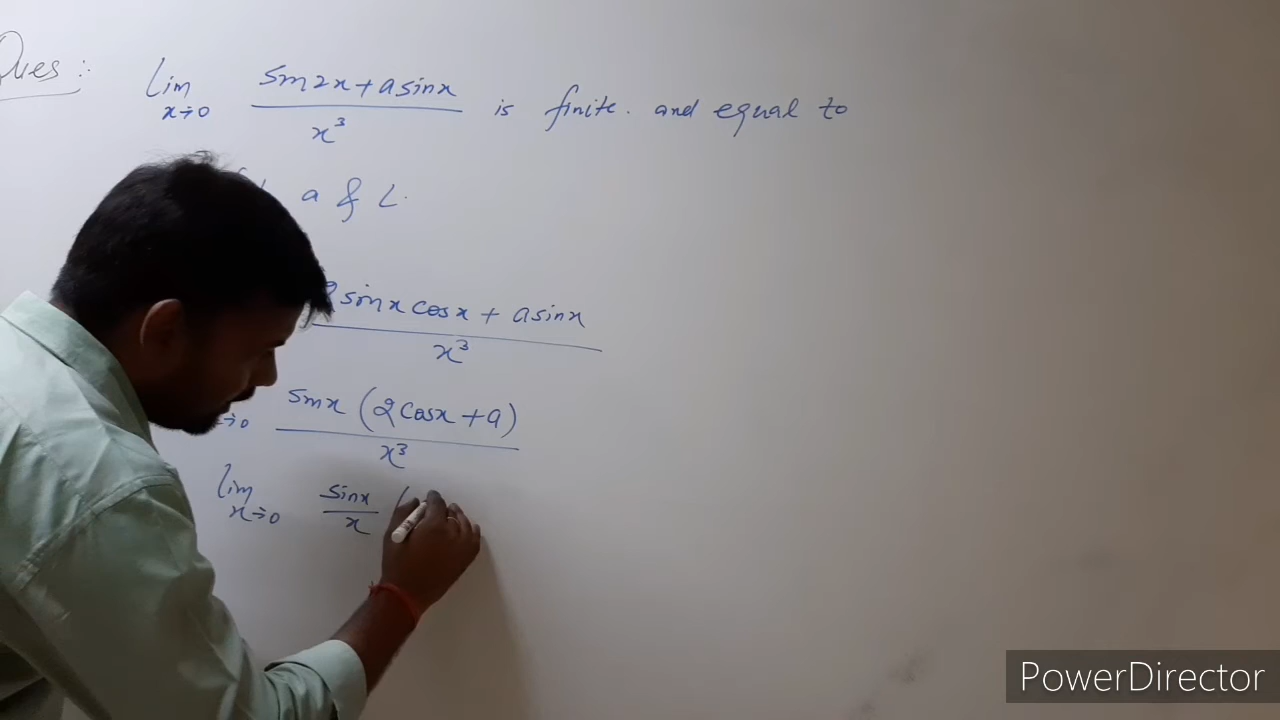 Ques :
lim x→0 sin2x + a sinx / x³ is finite. and equal to
a & L.
2 sinx cosx + a sinx / x³
→0 sinx (2cosx + a) / x³
lim x→0 sinx / x (
PowerDirector